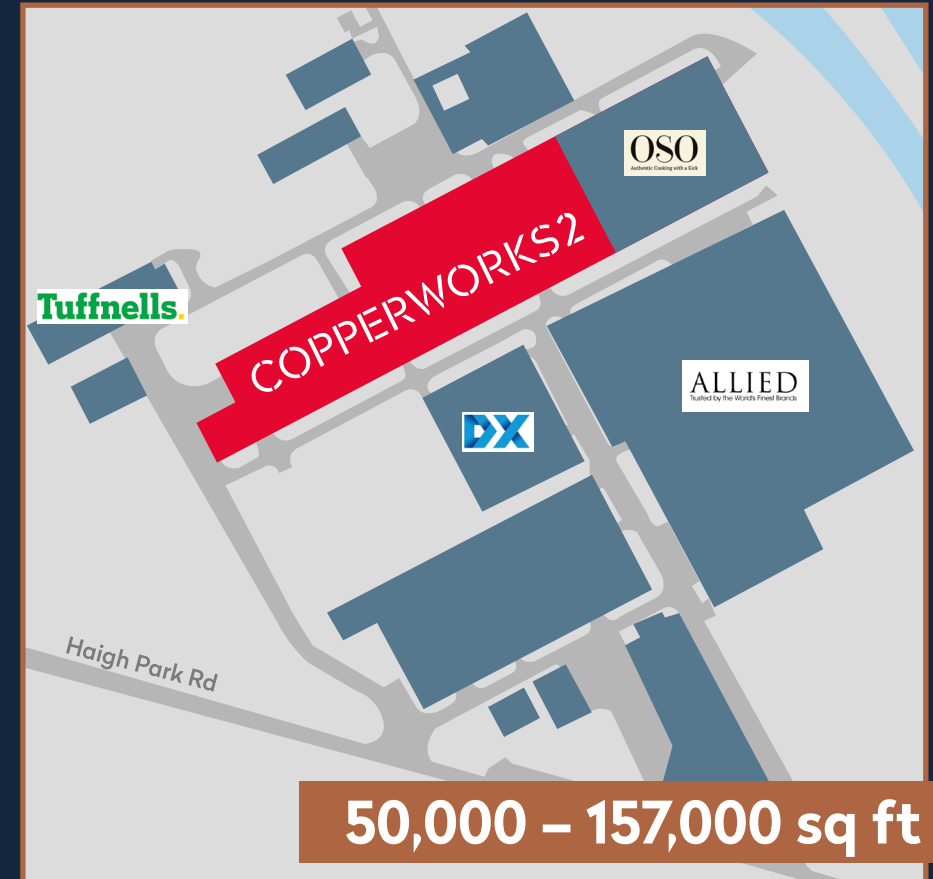 OSO
Authentic Cooking with a Kick
COPPERWORKS2
Tuffnells.
ALLIED
Trusted by the World's Finest Brands
DX
Haigh Park Rd
50,000 – 157,000 sq ft